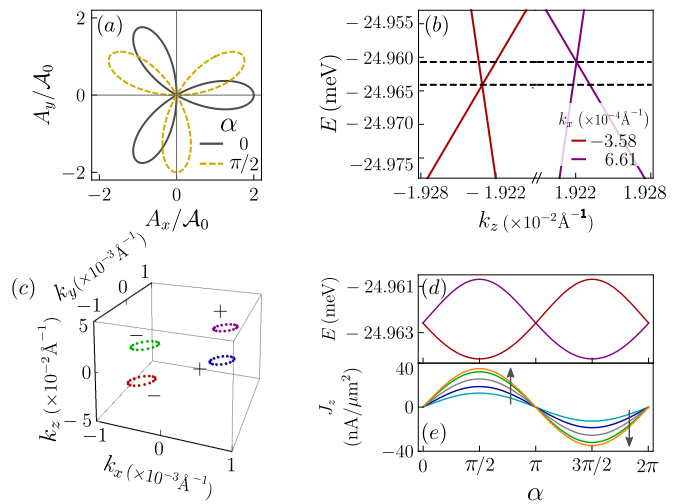 (a)
2
0
−2
A_y/𝒜_0
α
0
π/2
−2 0 2
A_x/𝒜_0
(b)
−24.955
−24.960
−24.965
−24.970
−24.975
E (meV)
k_x (×10^{-4}Å^{-1})
−3.58
6.61
−1.928 −1.922 1.922 1.928
k_z (×10^{-2}Å^{-1})
(c)
k_y (×10^{-3}Å^{-1})
−1 0 1
5
0
−5
k_z (×10^{-2}Å^{-1})
+
−
+
−
−1 0 1
k_x (×10^{-3}Å^{-1})
(d)
−24.961
−24.963
E (meV)
(e)
40
0
−40
J_z
(nA/μm^2)
0 π/2 π 3π/2 2π
α